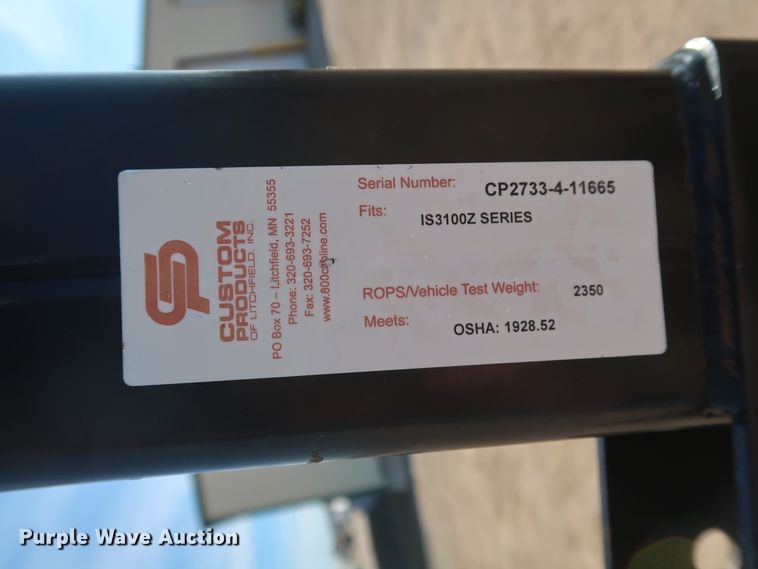 CUSTOM
PRODUCTS
OF LITCHFIELD, INC.
PO Box 70 – Litchfield, MN 55355
Phone: 320-693-3221
Fax: 320-693-7252
Serial Number: CP2733-4-11665
Fits: IS3100Z SERIES
ROPS/Vehicle Test Weight: 2350
Meets: OSHA: 1928.52
Purple Wave Auction